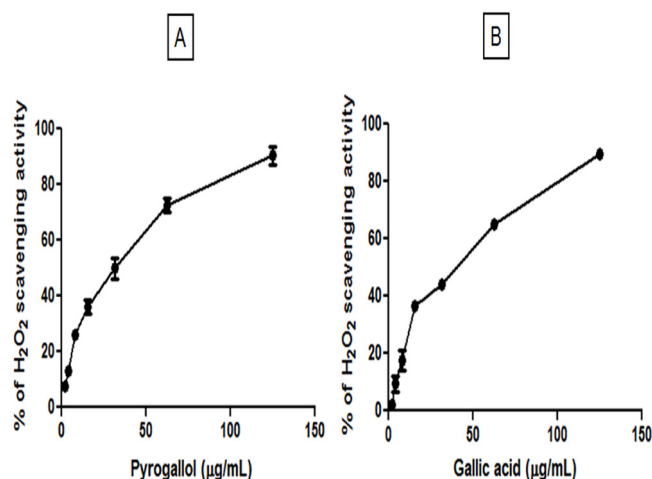 A
% of H2O2 scavenging activity
100
80
60
40
20
0
0 50 100 150
Pyrogallol (μg/mL)
B
% of H2O2 scavenging activity
100
80
60
40
20
0
0 50 100 150
Gallic acid (μg/mL)